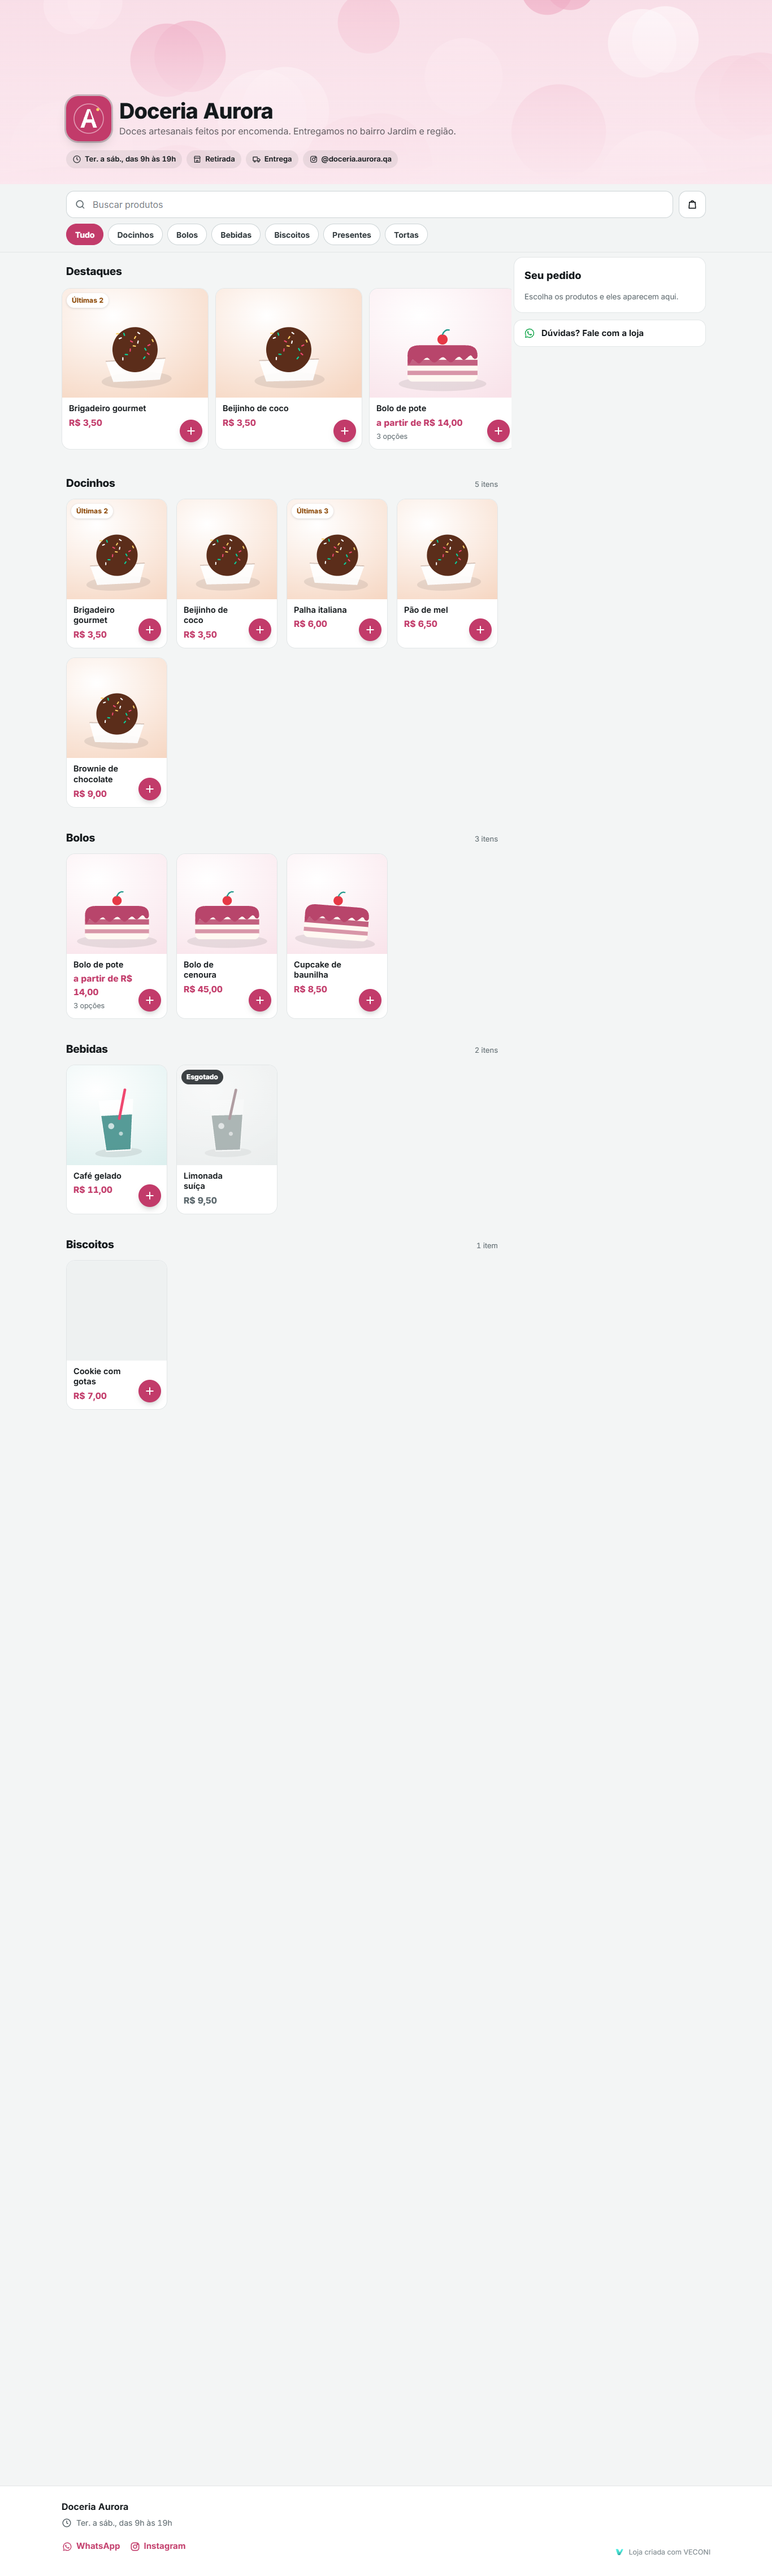 A
Doceria Aurora
Doces artesanais feitos por encomenda. Entregamos no bairro Jardim e região.
Ter. a sáb., das 9h às 19h
Retirada
Entrega
@doceria.aurora.qa
Buscar produtos
Tudo
Docinhos
Bolos
Bebidas
Biscoitos
Presentes
Tortas
Destaques
Últimas 2
Brigadeiro gourmet
R$ 3,50
Beijinho de coco
R$ 3,50
Bolo de pote
a partir de R$ 14,00
3 opções
Seu pedido
Escolha os produtos e eles aparecem aqui.
Dúvidas? Fale com a loja
Docinhos
5 itens
Últimas 2
Brigadeiro
gourmet
R$ 3,50
Beijinho de
coco
R$ 3,50
Últimas 3
Palha italiana
R$ 6,00
Pão de mel
R$ 6,50
Brownie de
chocolate
R$ 9,00
Bolos
3 itens
Bolo de pote
a partir de R$
14,00
3 opções
Bolo de
cenoura
R$ 45,00
Cupcake de
baunilha
R$ 8,50
Bebidas
2 itens
Café gelado
R$ 11,00
Esgotado
Limonada
suíça
R$ 9,50
Biscoitos
1 item
Cookie com
gotas
R$ 7,00
Doceria Aurora
Ter. a sáb., das 9h às 19h
WhatsApp
Instagram
Loja criada com VECONI